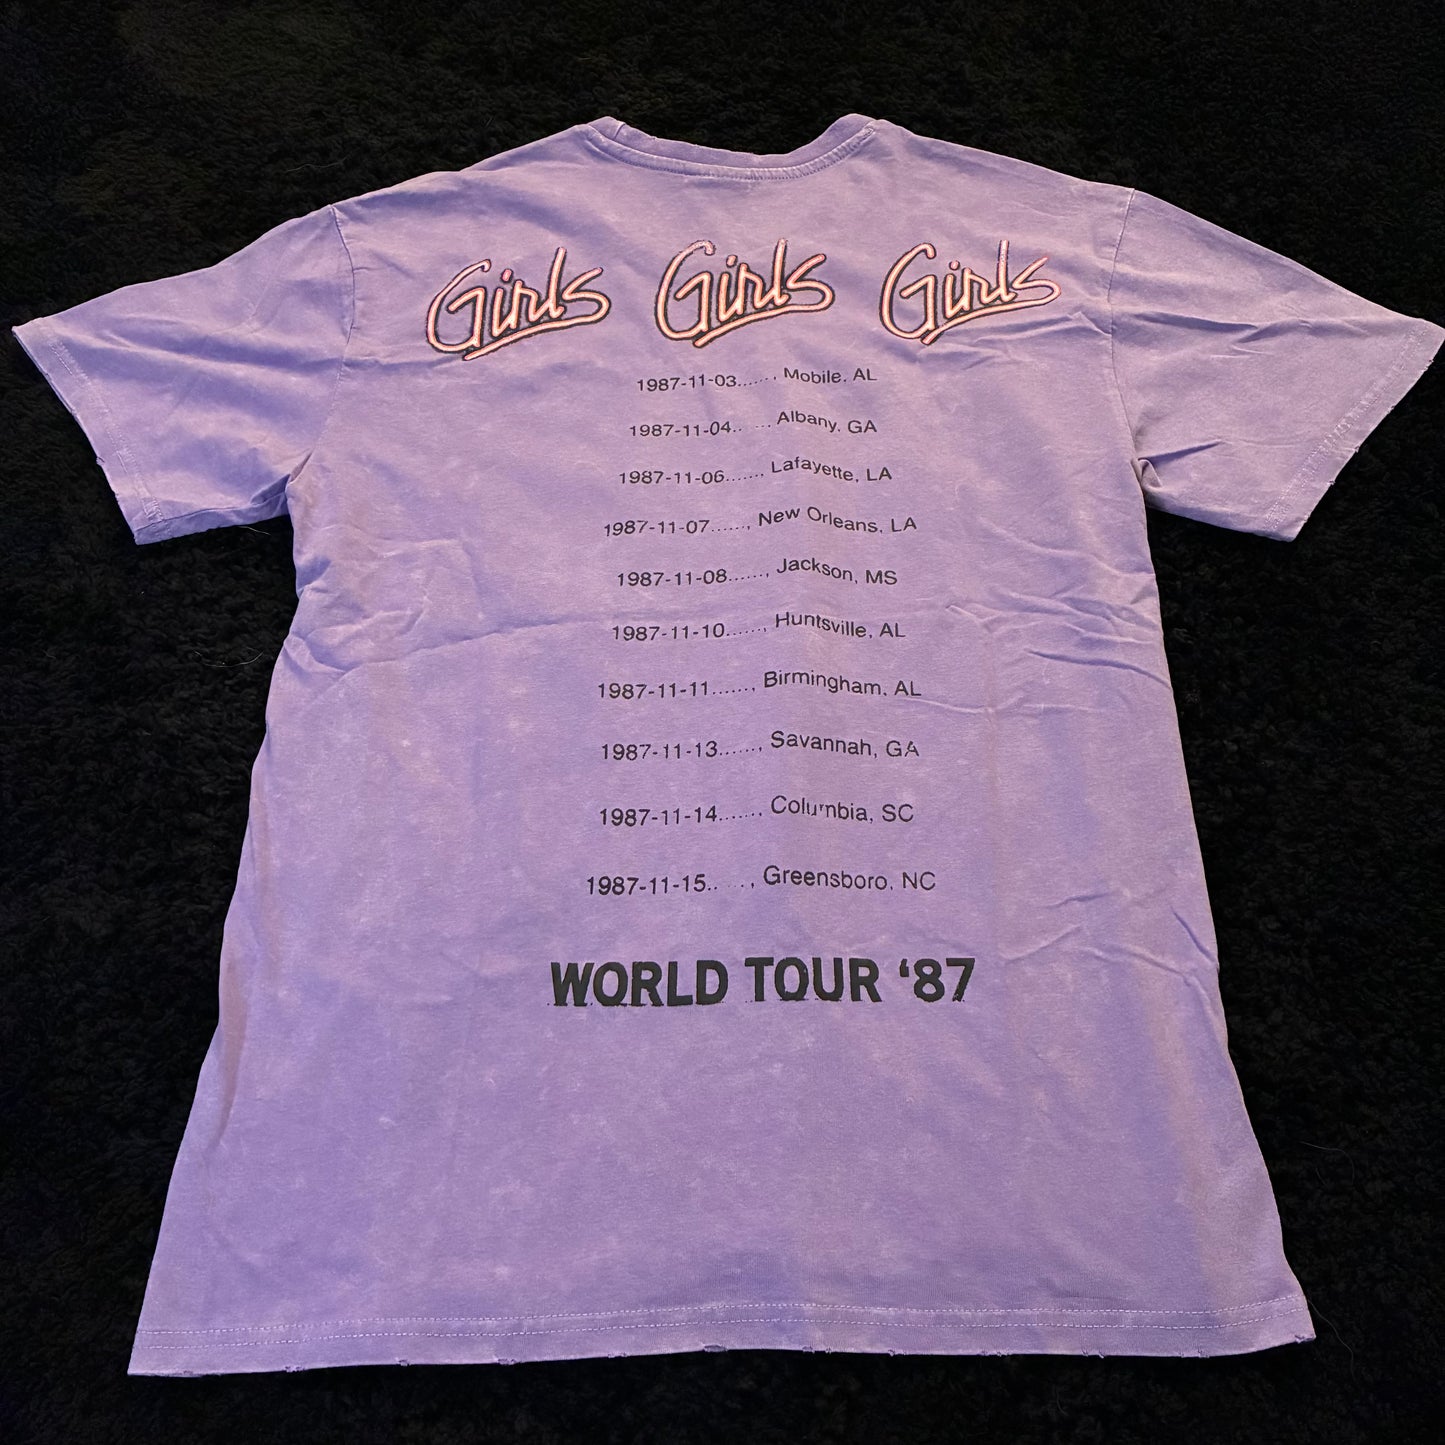 Girls Girls Girls
1987-11-03......, Mobile, AL
1987-11-04.. ..., Albany, GA
1987-11-06......., Lafayette, LA
1987-11-07......, New Orleans, LA
1987-11-08......, Jackson, MS
1987-11-10......, Huntsville, AL
1987-11-11......, Birmingham, AL
1987-11-13......, Savannah, GA
1987-11-14......, Columbia, SC
1987-11-15.. ..., Greensboro, NC
WORLD TOUR ‘87